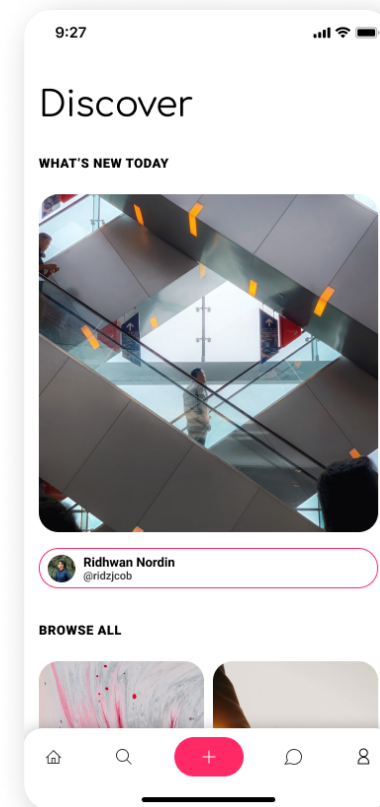 9:27
Discover
WHAT’S NEW TODAY
Ridhwan Nordin
@ridzjcob
BROWSE ALL